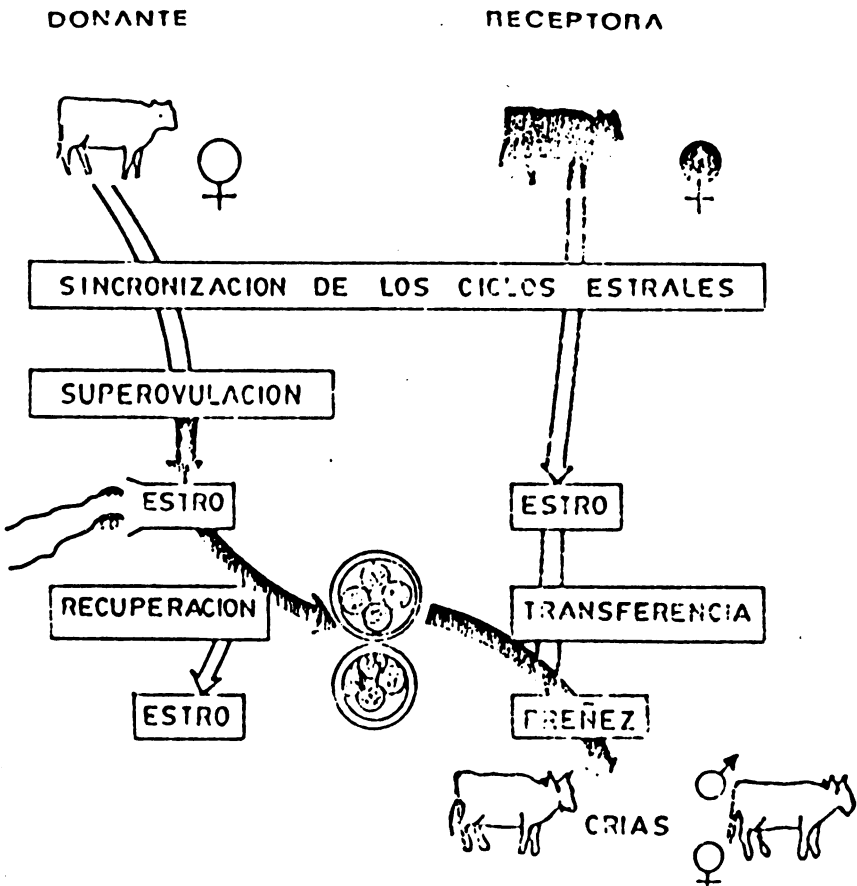 DONANTE
RECEPTORA
SINCRONIZACION DE LOS CICLOS ESTRALES
SUPEROVULACION
ESTRO
ESTRO
RECUPERACION
TRANSFERENCIA
ESTRO
PREÑEZ
CRIAS